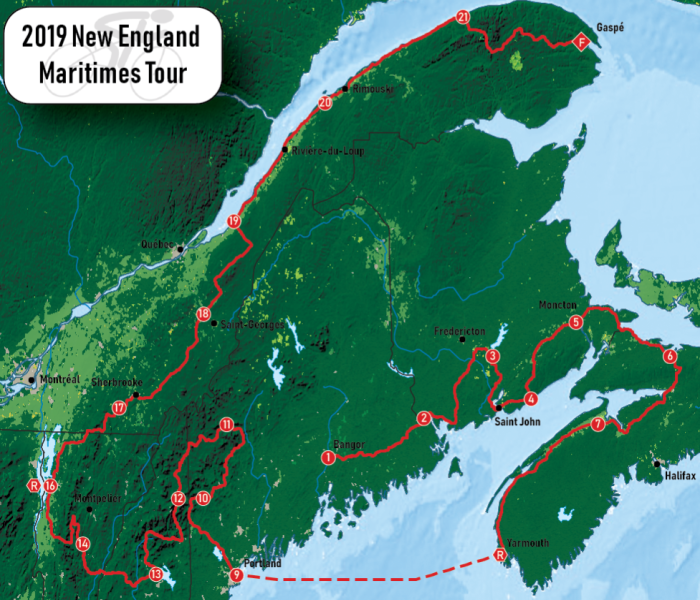 2019 New England
Maritimes Tour
21
Gaspé
F
Rimouski
20
Rivière-du-Loup
19
Quebec
18
Saint-Georges
Moncton
5
Fredericton
3
6
Montréal
Sherbrooke
17
4
2
Saint John
7
11
Bangor
1
Halifax
R
16
12
10
Montpelier
14
Yarmouth
R
Portland
13
9